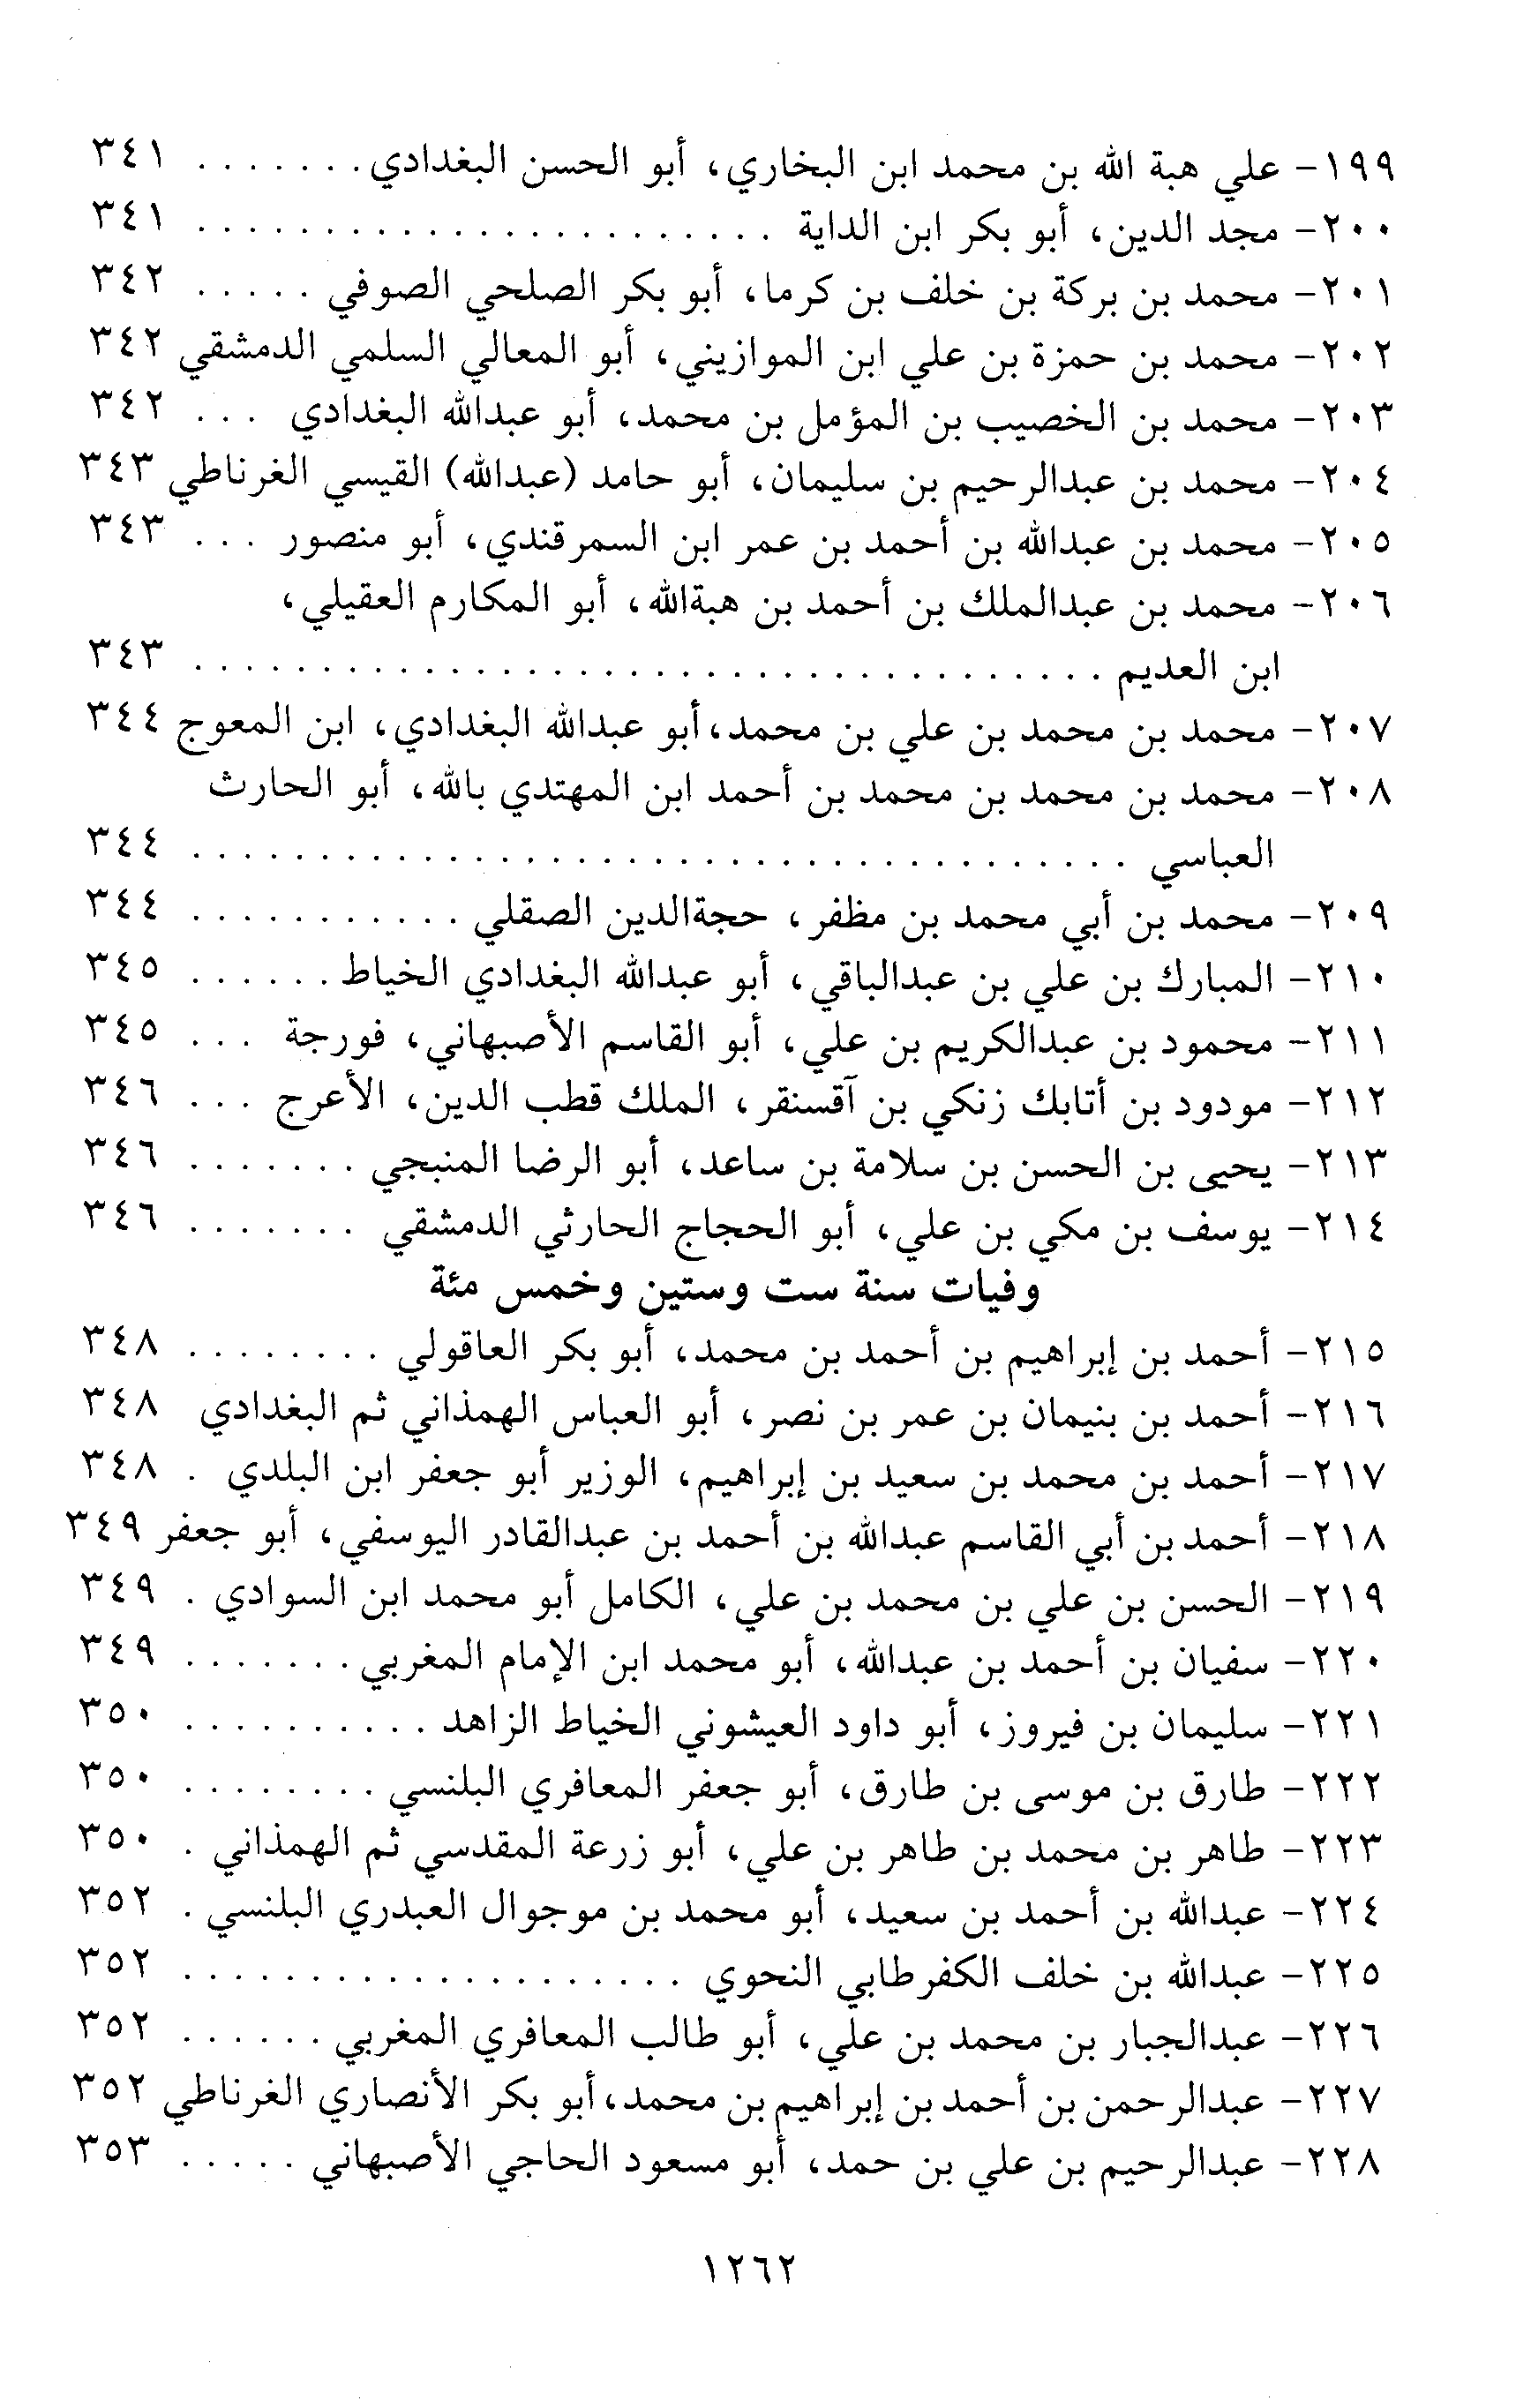 ١٩٩- علي هبة الله بن محمد ابن البخاري، أبو الحسن البغدادي . . . . . . . ٣٤١
٢٠٠- مجد الدين، أبو بكر ابن الداية . . . . . . . . . . . . . . . . . . . . . . . ٣٤١
٢٠١- محمد بن بركة بن خلف بن كرما، أبو بكر الصلحي الصوفي . . . . . ٣٤٢
٢٠٢- محمد بن حمزة بن علي ابن الموازيني، أبو المعالي السلمي الدمشقي ٣٤٢
٢٠٣- محمد بن الخصيب بن المؤمل بن محمد، أبو عبدالله البغدادي . . . ٣٤٢
٢٠٤- محمد بن عبدالرحيم بن سليمان، أبو حامد (عبدالله) القيسي الغرناطي ٣٤٣
٢٠٥- محمد بن عبدالله بن أحمد بن عمر ابن السمرقندي، أبو منصور . . . ٣٤٣
٢٠٦- محمد بن عبدالملك بن أحمد بن هبةالله، أبو المكارم العقيلي،
ابن العديم . . . . . . . . . . . . . . . . . . . . . . . . . . . . . . . . . . . . ٣٤٣
٢٠٧- محمد بن محمد بن علي بن محمد، أبو عبدالله البغدادي، ابن المعوج ٣٤٤
٢٠٨- محمد بن محمد بن محمد بن أحمد ابن المهتدي بالله، أبو الحارث
العباسي . . . . . . . . . . . . . . . . . . . . . . . . . . . . . . . . . . . . . ٣٤٤
٢٠٩- محمد بن أبي محمد بن مظفر، حجةالدين الصقلي . . . . . . . . . . . ٣٤٤
٢١٠- المبارك بن علي بن عبدالباقي، أبو عبدالله البغدادي الخياط . . . . . . ٣٤٥
٢١١- محمود بن عبدالكريم بن علي، أبو القاسم الأصبهاني، فورجة . . . ٣٤٥
٢١٢- مودود بن أتابك زنكي بن آقسنقر، الملك قطب الدين، الأعرج . . . ٣٤٦
٢١٣- يحيى بن الحسن بن سلامة بن ساعد، أبو الرضا المنبجي . . . . . . . ٣٤٦
٢١٤- يوسف بن مكي بن علي، أبو الحجاج الحارثي الدمشقي . . . . . . . ٣٤٦
وفيات سنة ست وستين وخمس مئة
٢١٥- أحمد بن إبراهيم بن أحمد بن محمد، أبو بكر العاقولي . . . . . . . . ٣٤٨
٢١٦- أحمد بن بنيمان بن عمر بن نصر، أبو العباس الهمذاني ثم البغدادي ٣٤٨
٢١٧- أحمد بن محمد بن سعيد بن إبراهيم، الوزير أبو جعفر ابن البلدي . ٣٤٨
٢١٨- أحمد بن أبي القاسم عبدالله بن أحمد بن عبدالقادر اليوسفي، أبو جعفر ٣٤٩
٢١٩- الحسن بن علي بن محمد بن علي، الكامل أبو محمد ابن السوادي . ٣٤٩
٢٢٠- سفيان بن أحمد بن عبدالله، أبو محمد ابن الإمام المغربي . . . . . . . ٣٤٩
٢٢١- سليمان بن فيروز، أبو داود العيشوني الخياط الزاهد . . . . . . . . . . ٣٥٠
٢٢٢- طارق بن موسى بن طارق، أبو جعفر المعافري البلنسي . . . . . . . . ٣٥٠
٢٢٣- طاهر بن محمد بن طاهر بن علي، أبو زرعة المقدسي ثم الهمذاني . ٣٥٠
٢٢٤- عبدالله بن أحمد بن سعيد، أبو محمد بن موجوال العبدري البلنسي . ٣٥٢
٢٢٥- عبدالله بن خلف الكفرطابي النحوي . . . . . . . . . . . . . . . . . . . . ٣٥٢
٢٢٦- عبدالجبار بن محمد بن علي، أبو طالب المعافري المغربي . . . . . . ٣٥٢
٢٢٧- عبدالرحمن بن أحمد بن إبراهيم بن محمد، أبو بكر الأنصاري الغرناطي ٣٥٢
٢٢٨- عبدالرحيم بن علي بن حمد، أبو مسعود الحاجي الأصبهاني . . . . . ٣٥٣
١٢٦٢